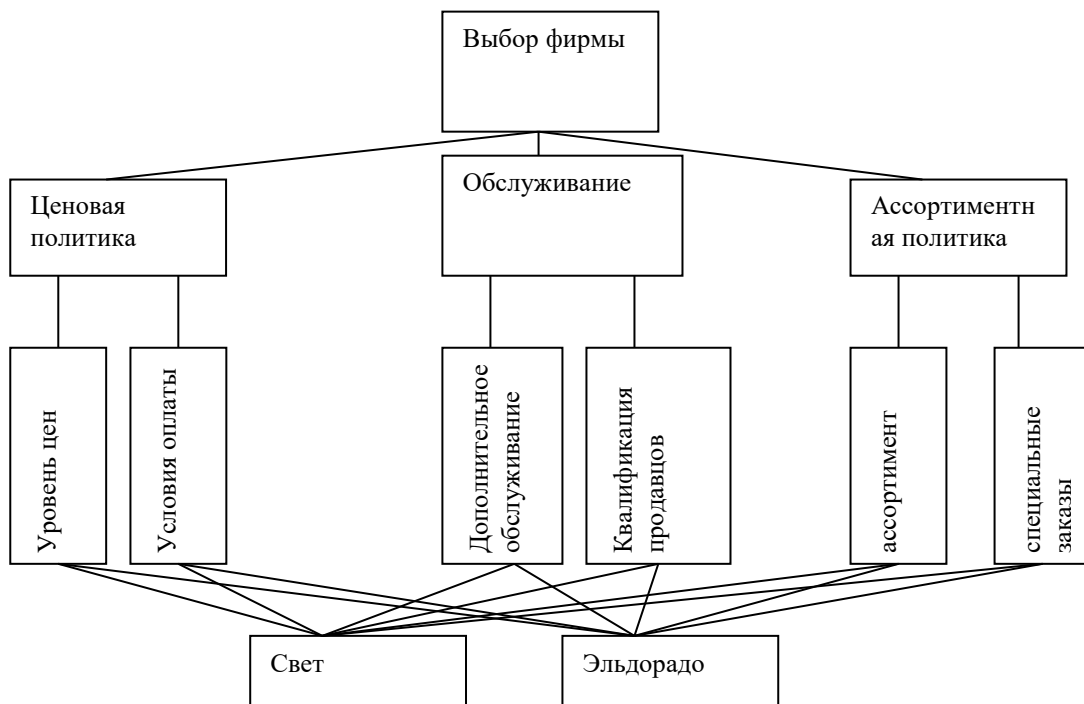 Выбор фирмы
Ценовая
политика
Обслуживание
Ассортиментн
ая политика
Уровень цен
Условия оплаты
Дополнительное
обслуживание
Квалификация
продавцов
ассортимент
специальные
заказы
Свет
Эльдорадо